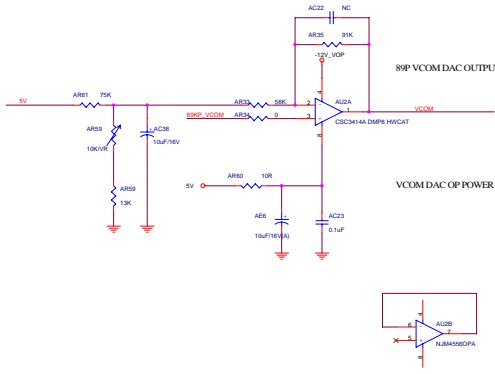 AC22 NC
AR35 91K
-12V_VOP
89P VCOM DAC OUTPU
4
AR61 75K
AR33 56K
AU2A
5V
2
1
VCOM
89KP_VCOM
AR34 0
3
CSC3414A DMP8 HWCAT
AR59
10K/VR
AC38
10uF/16V
8
5V
AR60 10R
VCOM DAC OP POWER
AR59
13K
AE6
10uF/16V(A)
AC23
0.1uF
4
AU2B
6
7
5
NJM4556OPA
8